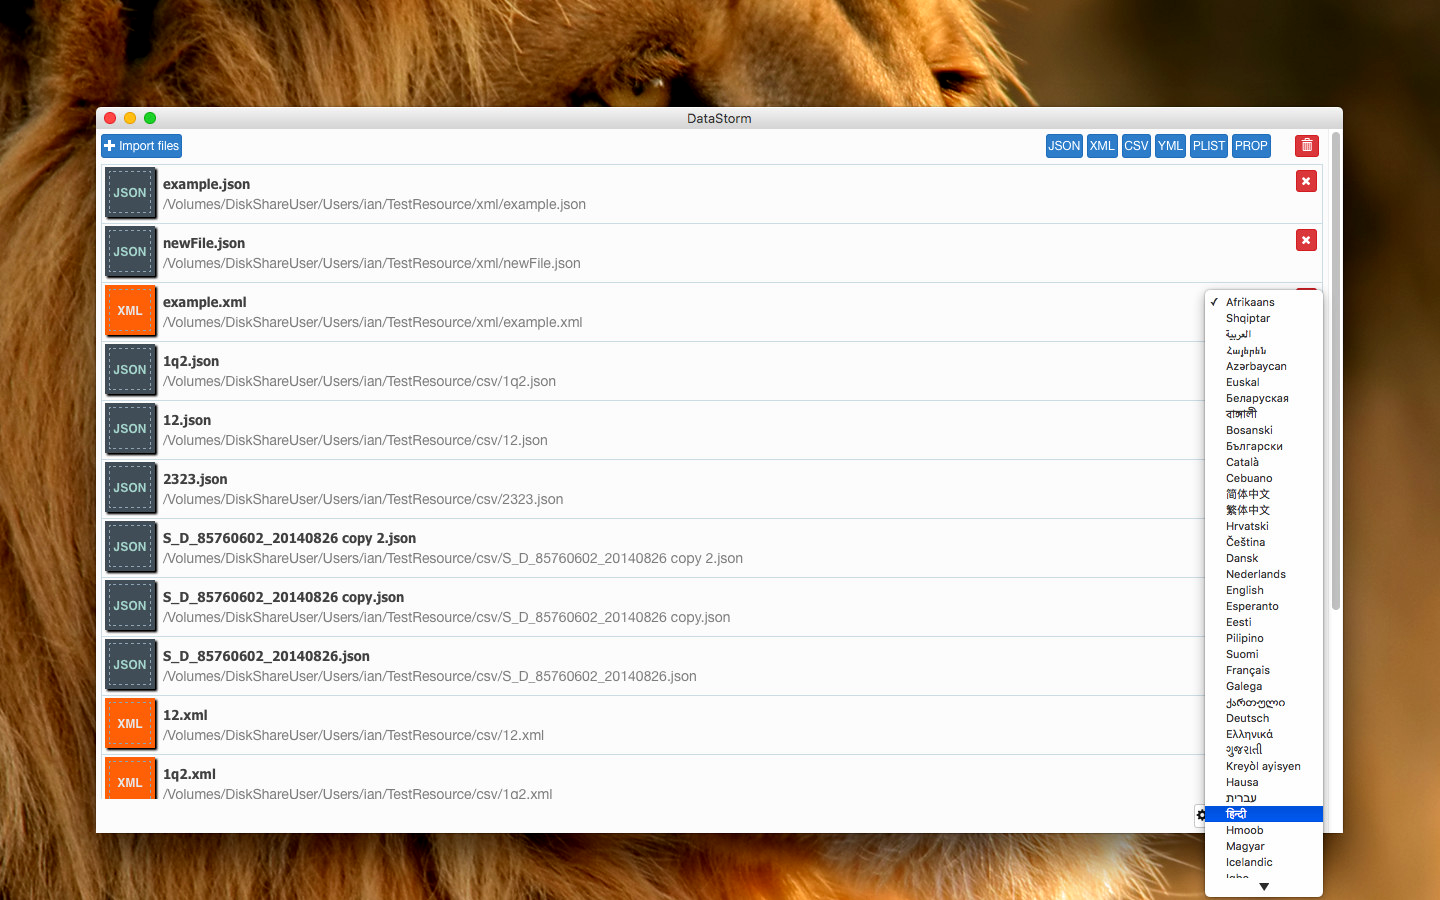 DataStorm
Import files
JSON XML CSV YML PLIST PROP
JSON
example.json
/Volumes/DiskShareUser/Users/ian/TestResource/xml/example.json
JSON
newFile.json
/Volumes/DiskShareUser/Users/ian/TestResource/xml/newFile.json
XML
example.xml
/Volumes/DiskShareUser/Users/ian/TestResource/xml/example.xml
JSON
1q2.json
/Volumes/DiskShareUser/Users/ian/TestResource/csv/1q2.json
JSON
12.json
/Volumes/DiskShareUser/Users/ian/TestResource/csv/12.json
JSON
2323.json
/Volumes/DiskShareUser/Users/ian/TestResource/csv/2323.json
JSON
S_D_85760602_20140826 copy 2.json
/Volumes/DiskShareUser/Users/ian/TestResource/csv/S_D_85760602_20140826 copy 2.json
JSON
S_D_85760602_20140826 copy.json
/Volumes/DiskShareUser/Users/ian/TestResource/csv/S_D_85760602_20140826 copy.json
JSON
S_D_85760602_20140826.json
/Volumes/DiskShareUser/Users/ian/TestResource/csv/S_D_85760602_20140826.json
XML
12.xml
/Volumes/DiskShareUser/Users/ian/TestResource/csv/12.xml
XML
1q2.xml
/Volumes/DiskShareUser/Users/ian/TestResource/csv/1q2.xml
✓ Afrikaans
Shqiptar
العربية
Հայերեն
Azərbaycan
Euskal
Беларуская
বাঙ্গালী
Bosanski
Български
Català
Cebuano
简体中文
繁体中文
Hrvatski
Čeština
Dansk
Nederlands
English
Esperanto
Eesti
Pilipino
Suomi
Français
Galega
ქართული
Deutsch
Ελληνικά
ગુજરાતી
Kreyòl ayisyen
Hausa
עברית
हिन्दी
Hmoob
Magyar
Icelandic